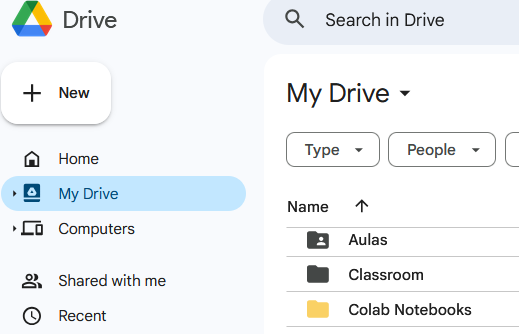 Drive
Search in Drive
New
My Drive
Type
People
Home
My Drive
Computers
Shared with me
Recent
Name
Aulas
Classroom
Colab Notebooks